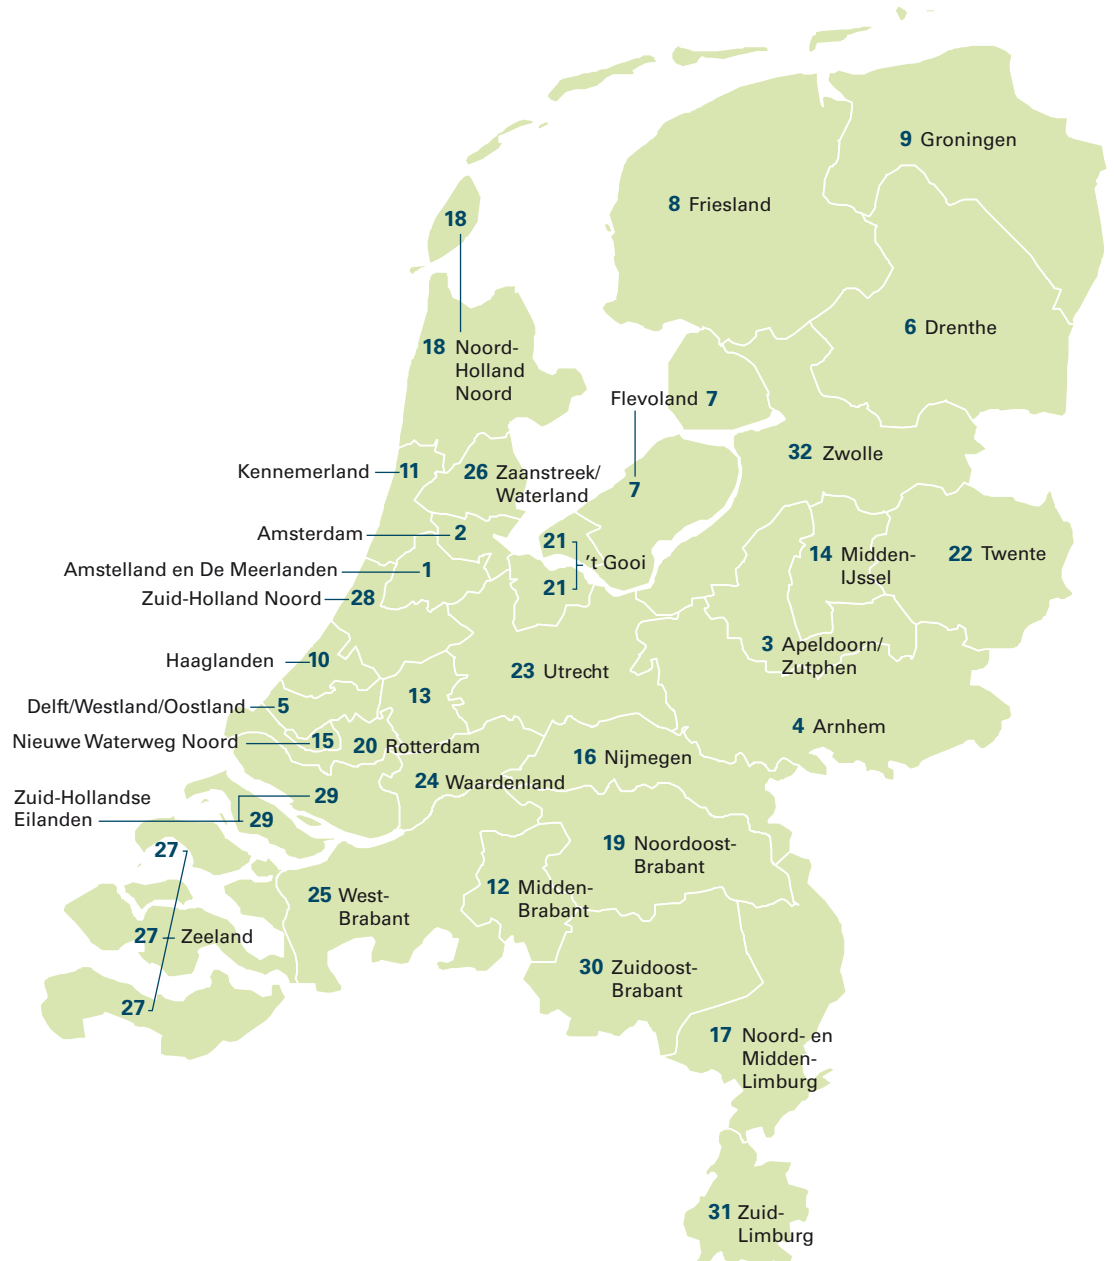 9 Groningen
8 Friesland
18
6 Drenthe
18 Noord-
Holland
Noord
Flevoland 7
32 Zwolle
Kennemerland 11
26 Zaanstreek/
Waterland
7
Amsterdam 2
21
't Gooi
21
14 Midden-
IJssel
22 Twente
Amstelland en De Meerlanden 1
Zuid-Holland Noord 28
3 Apeldoorn/
Zutphen
Haaglanden 10
23 Utrecht
13
Delft/Westland/Oostland 5
4 Arnhem
Nieuwe Waterweg Noord 15
20 Rotterdam
16 Nijmegen
24 Waardenland
Zuid-Hollandse
Eilanden
29
29
27
19 Noordoost-
Brabant
25 West-
Brabant
12 Midden-
Brabant
27 Zeeland
30 Zuidoost-
Brabant
27
17 Noord- en
Midden-
Limburg
31 Zuid-
Limburg